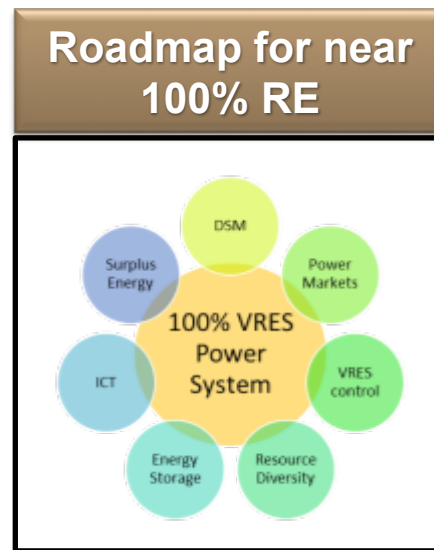 Roadmap for near
100% RE
DSM
Surplus
Energy
Power
Markets
100% VRES
Power
System
ICT
VRES
control
Energy
Storage
Resource
Diversity